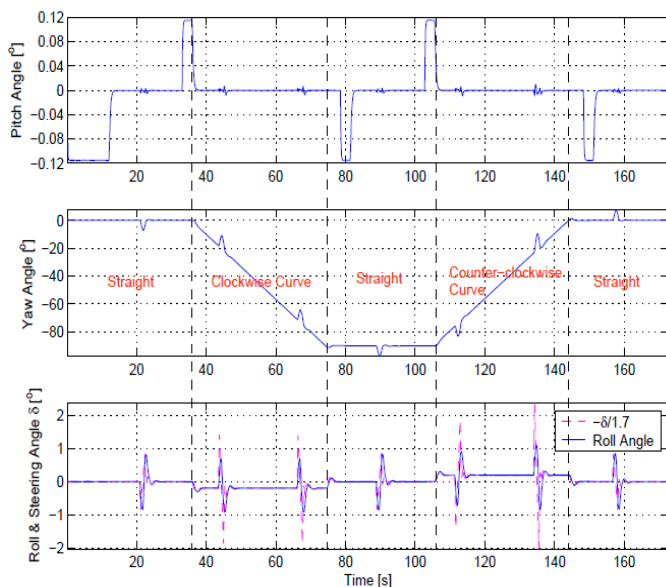 Pitch Angle [°]
0.12
0.08
0.04
0
−0.04
−0.08
−0.12
20 40 60 80 100 120 140 160
Yaw Angle [°]
0
−20
−40
−60
−80
Straight
Clockwise Curve
Straight
Counter−clockwise
Curve
Straight
20 40 60 80 100 120 140 160
Roll & Steering Angle δ [°]
2
1
0
−1
−2
−δ/1.7
Roll Angle
0 20 40 60 80 100 120 140 160
Time [s]